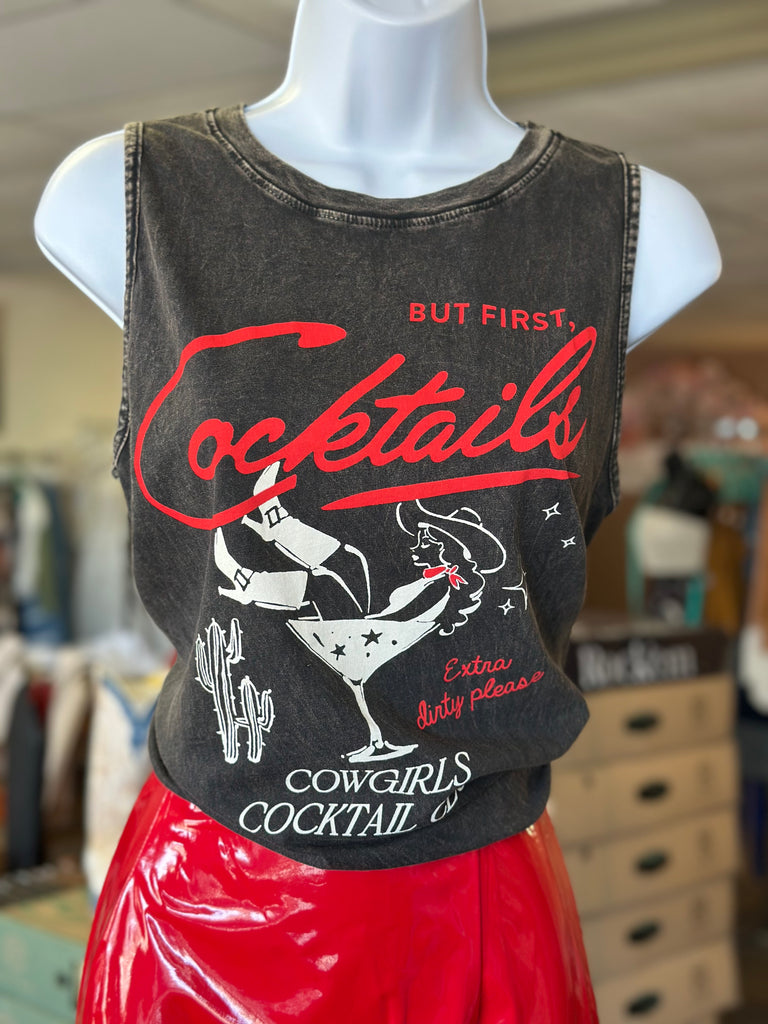 BUT FIRST,
Cocktails
Extra
dirty please
COWGIRLS
COCKTAIL